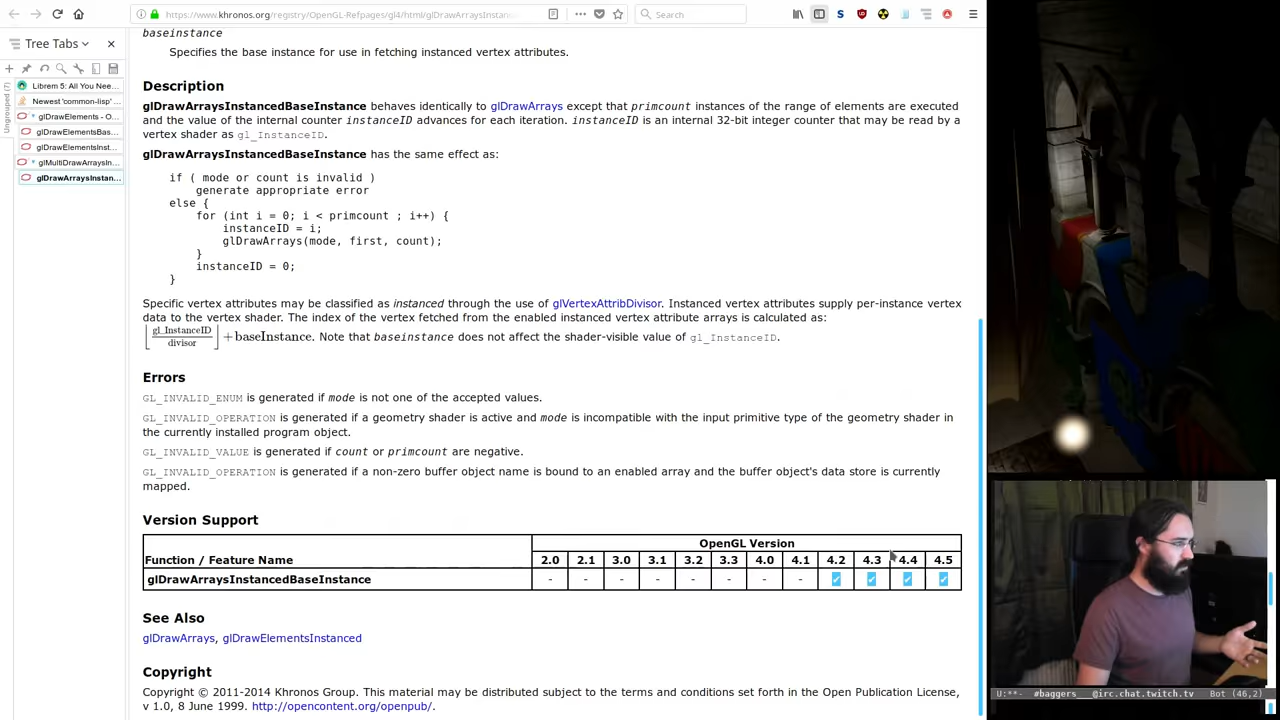 https://www.khronos.org/registry/OpenGL-Refpages/gl4/html/glDrawArraysInstan
Search
Tree Tabs
Ungrouped (7)
Librem 5: All You Nee...
Newest 'common-lisp' ...
glDrawElements - O...
glDrawElementsBas...
glDrawElementsInst...
glMultiDrawArraysIn...
glDrawArraysInstan...
baseinstance
Specifies the base instance for use in fetching instanced vertex attributes.
Description
glDrawArraysInstancedBaseInstance behaves identically to glDrawArrays except that primcount instances of the range of elements are executed
and the value of the internal counter instanceID advances for each iteration. instanceID is an internal 32-bit integer counter that may be read by a
vertex shader as gl_InstanceID.
glDrawArraysInstancedBaseInstance has the same effect as:
if ( mode or count is invalid )
generate appropriate error
else {
for (int i = 0; i < primcount ; i++) {
instanceID = i;
glDrawArrays(mode, first, count);
}
instanceID = 0;
}
Specific vertex attributes may be classified as instanced through the use of glVertexAttribDivisor. Instanced vertex attributes supply per-instance vertex
data to the vertex shader. The index of the vertex fetched from the enabled instanced vertex attribute arrays is calculated as:
⌊gl_InstanceID / divisor⌋ + baseInstance. Note that baseinstance does not affect the shader-visible value of gl_InstanceID.
Errors
GL_INVALID_ENUM is generated if mode is not one of the accepted values.
GL_INVALID_OPERATION is generated if a geometry shader is active and mode is incompatible with the input primitive type of the geometry shader in
the currently installed program object.
GL_INVALID_VALUE is generated if count or primcount are negative.
GL_INVALID_OPERATION is generated if a non-zero buffer object name is bound to an enabled array and the buffer object's data store is currently
mapped.
Version Support
OpenGL Version
Function / Feature Name 2.0 2.1 3.0 3.1 3.2 3.3 4.0 4.1 4.2 4.3 4.4 4.5
glDrawArraysInstancedBaseInstance - - - - - - - - ✔ ✔ ✔ ✔
See Also
glDrawArrays, glDrawElementsInstanced
Copyright
Copyright © 2011-2014 Khronos Group. This material may be distributed subject to the terms and conditions set forth in the Open Publication License,
v 1.0, 8 June 1999. http://opencontent.org/openpub/.
U:**- #baggers___@irc.chat.twitch.tv Bot (46,2)